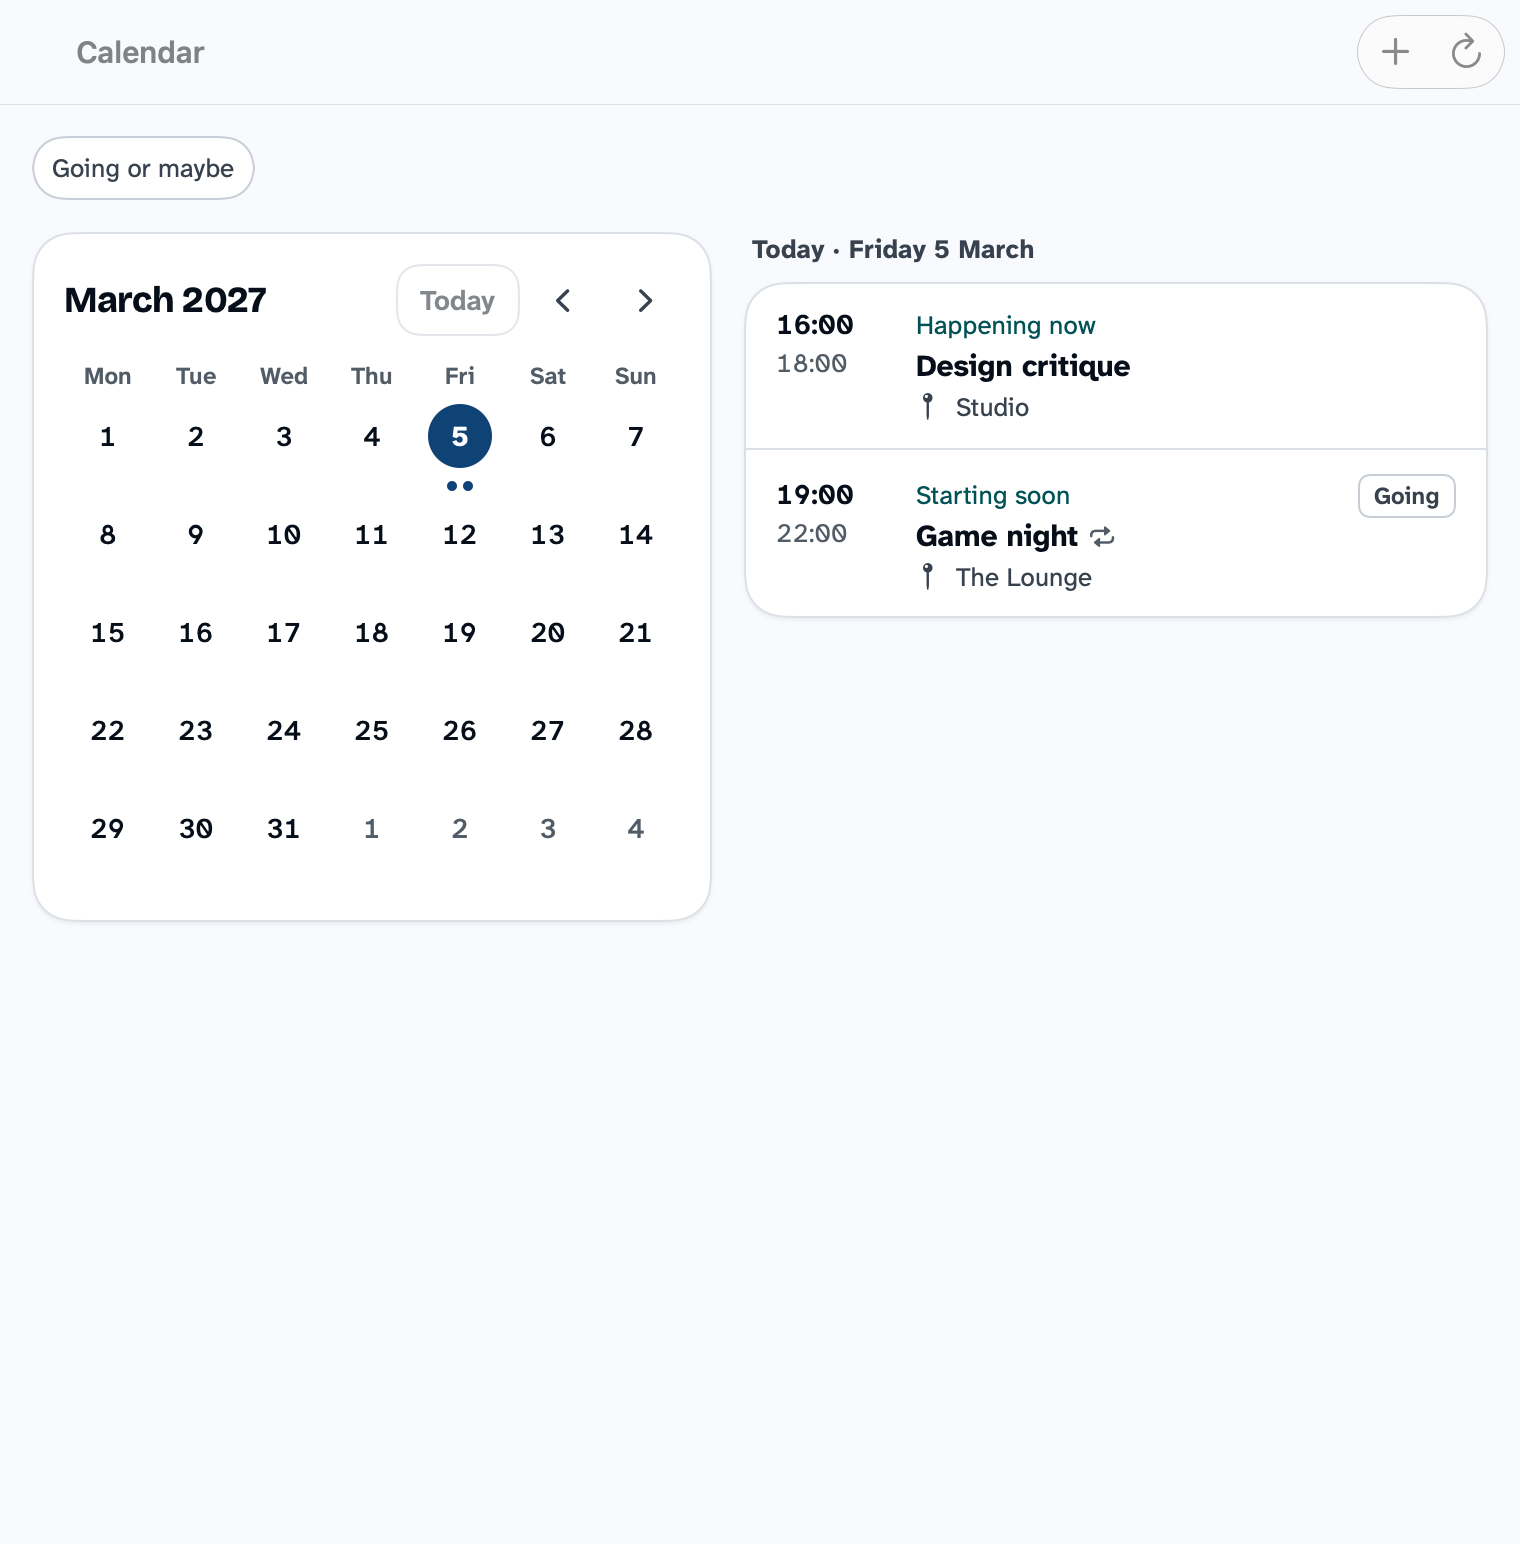 Calendar
Going or maybe
March 2027
Today
Mon Tue Wed Thu Fri Sat Sun
1 2 3 4 5 6 7
8 9 10 11 12 13 14
15 16 17 18 19 20 21
22 23 24 25 26 27 28
29 30 31 1 2 3 4
Today · Friday 5 March
16:00 Happening now
18:00 Design critique
Studio
19:00 Starting soon Going
22:00 Game night
The Lounge